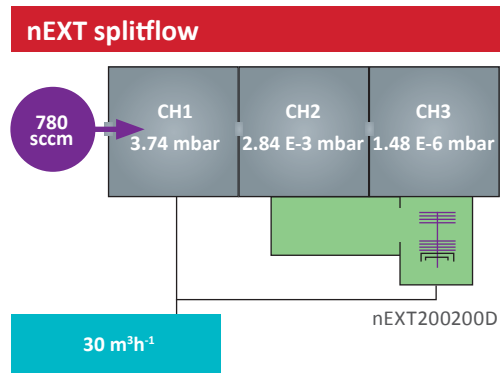 nEXT splitflow
780
sccm
CH1
3.74 mbar
CH2
2.84 E-3 mbar
CH3
1.48 E-6 mbar
nEXT200200D
30 m³h⁻¹